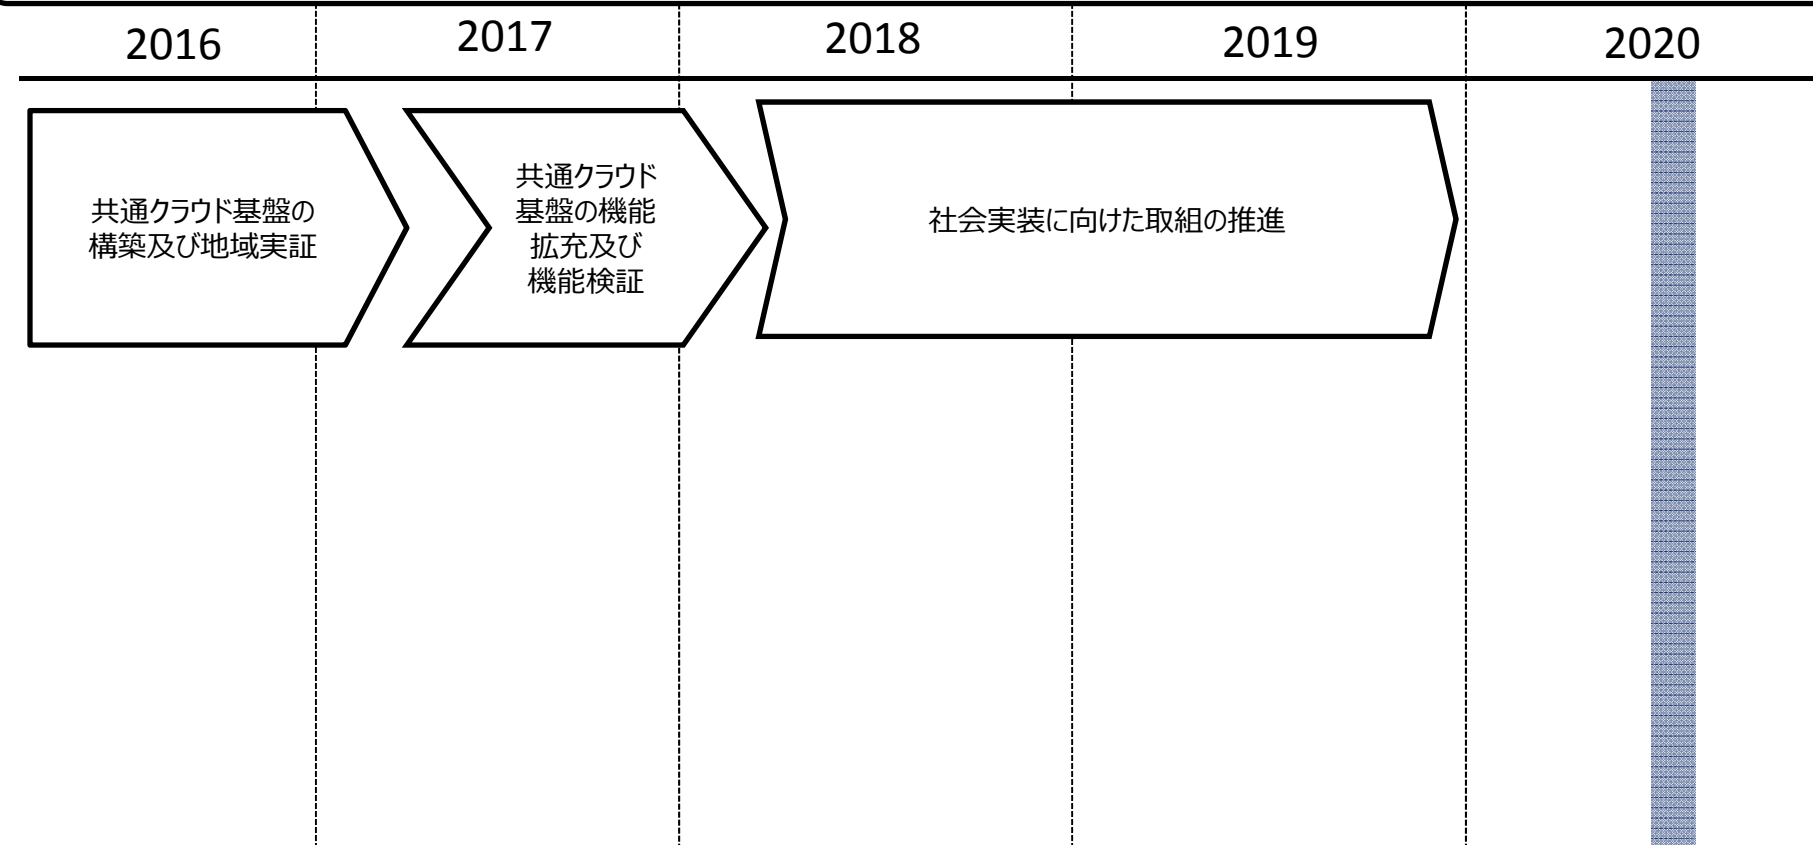 2016
2017
2018
2019
2020
共通クラウド基盤の
構築及び地域実証
共通クラウド
基盤の機能
拡充及び
機能検証
社会実装に向けた取組の推進